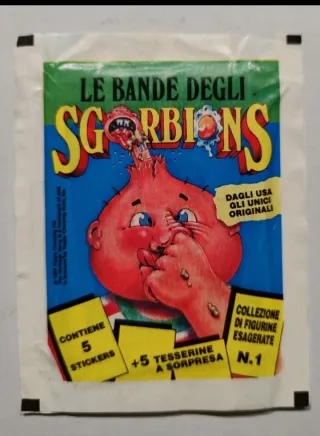 LE BANDE DEGLI
SGORBIONS
DAGLI USA
GLI UNICI
ORIGINALI
CONTIENE
5
STICKERS
+5 TESSERINE
A SORPRESA
COLLEZIONE
DI FIGURINE
ESAGERATE
N.1